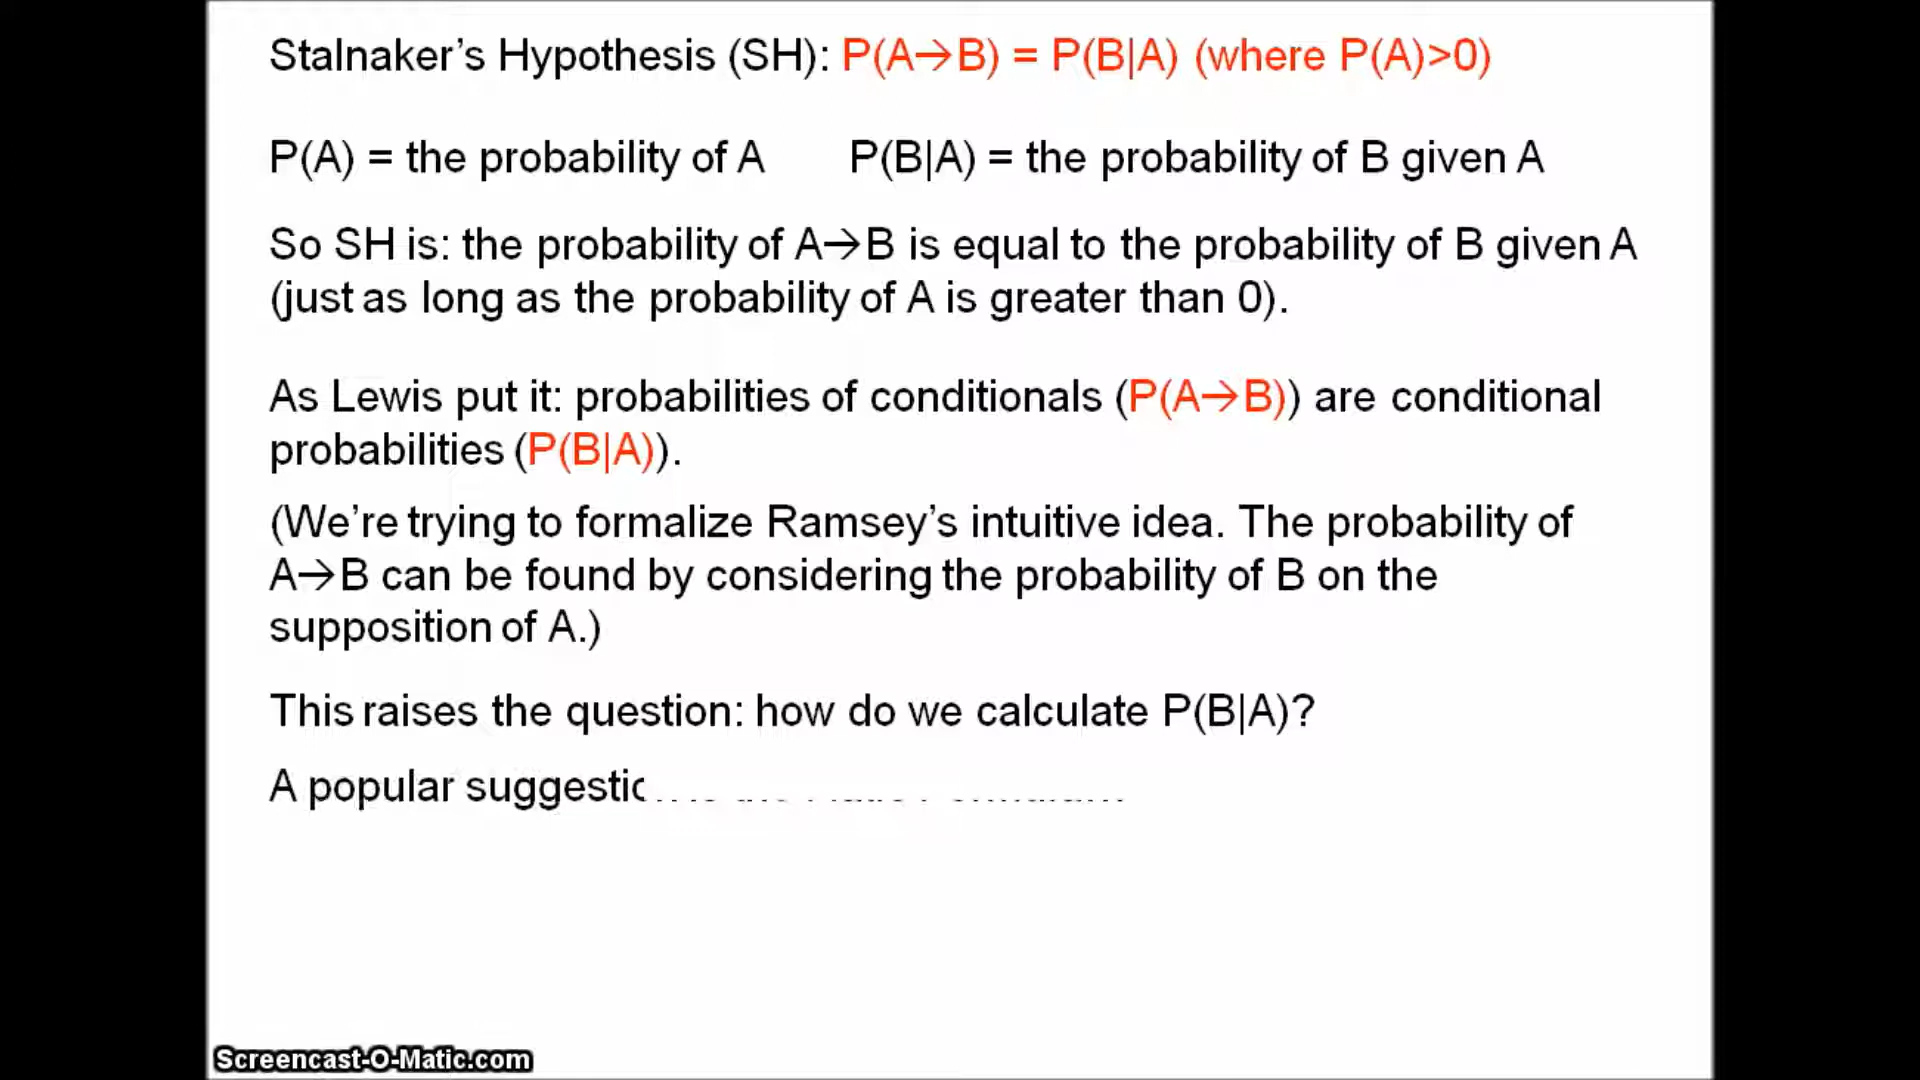 Stalnaker's Hypothesis (SH): P(A→B) = P(B|A) (where P(A)>0)
P(A) = the probability of A P(B|A) = the probability of B given A
So SH is: the probability of A→B is equal to the probability of B given A
(just as long as the probability of A is greater than 0).
As Lewis put it: probabilities of conditionals (P(A→B)) are conditional
probabilities (P(B|A)).
(We're trying to formalize Ramsey's intuitive idea. The probability of
A→B can be found by considering the probability of B on the
supposition of A.)
This raises the question: how do we calculate P(B|A)?
A popular
Screencast-O-Matic.com